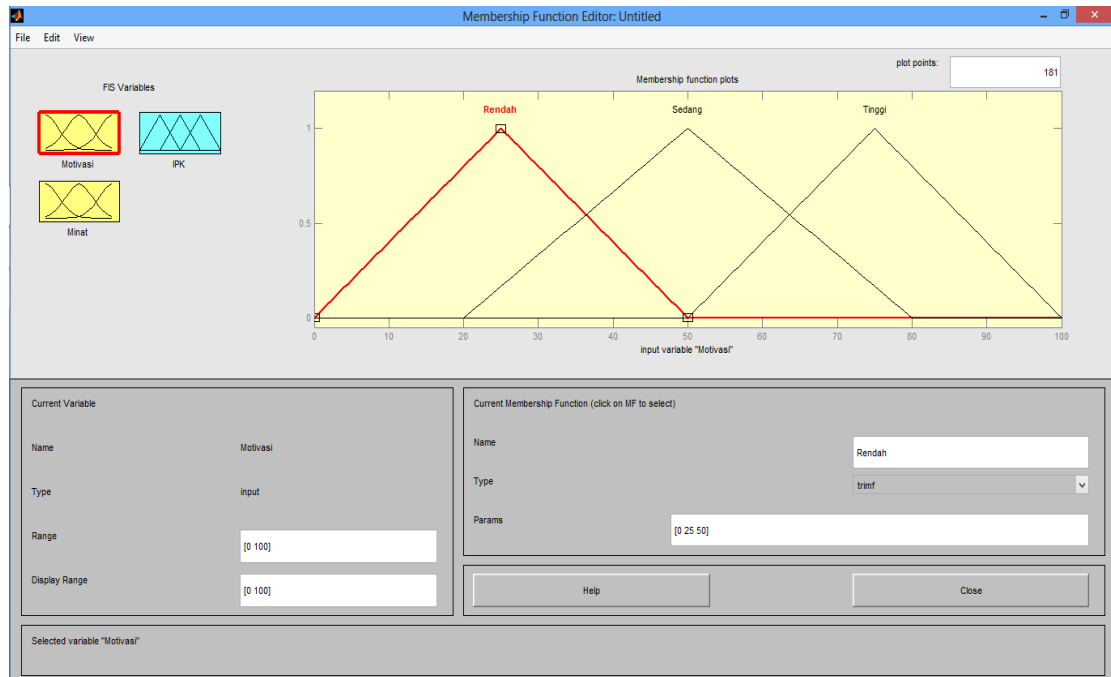 Membership Function Editor: Untitled
File Edit View
FIS Variables
Motivasi
IPK
Minat
plot points:
181
Membership function plots
Rendah
Sedang
Tinggi
1
0.5
0
0 10 20 30 40 50 60 70 80 90 100
input variable "Motivasi"
Current Variable
Name Motivasi
Type input
Range [0 100]
Display Range [0 100]
Current Membership Function (click on MF to select)
Name Rendah
Type trimf
Params [0 25 50]
Help
Close
Selected variable "Motivasi"